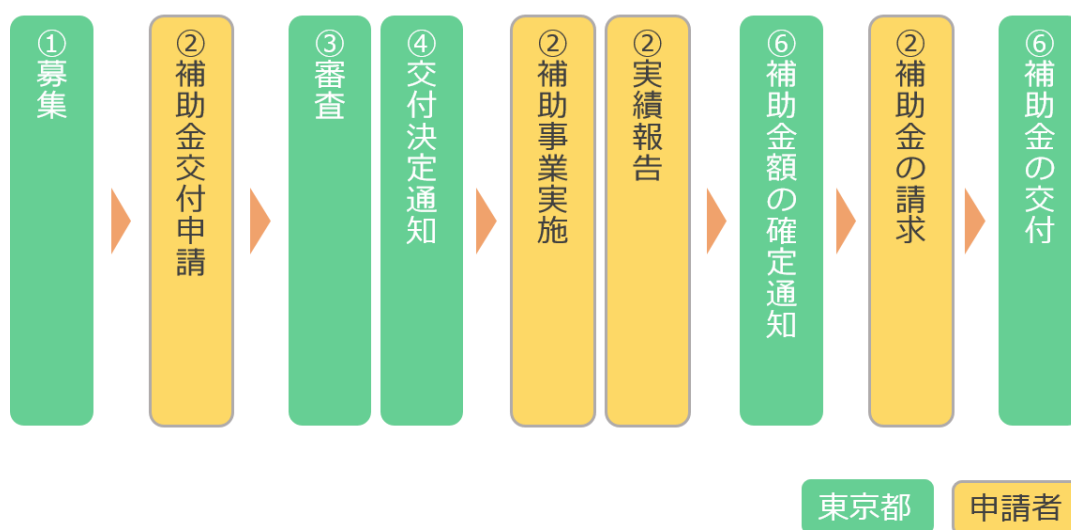 ①募集
②補助金交付申請
③審査
④交付決定通知
②補助事業実施
②実績報告
⑥補助金額の確定通知
②補助金の請求
⑥補助金の交付
東京都
申請者